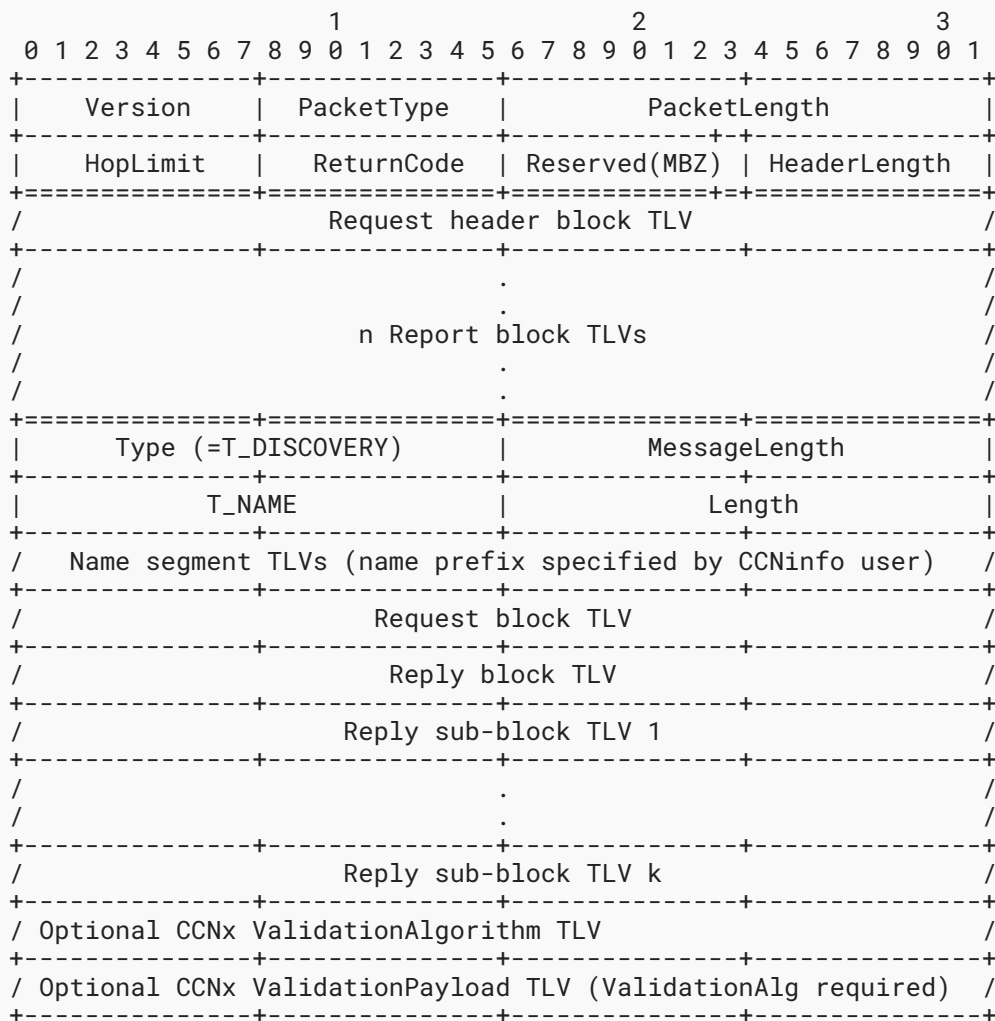 1                   2                   3
 0 1 2 3 4 5 6 7 8 9 0 1 2 3 4 5 6 7 8 9 0 1 2 3 4 5 6 7 8 9 0 1
+---------------+---------------+---------------+---------------+
|    Version    |  PacketType   |         PacketLength          |
+---------------+---------------+-------------+-+---------------+
|    HopLimit   |   ReturnCode  | Reserved(MBZ) | HeaderLength  |
+===============+===============+=============+=+===============+
/                    Request header block TLV                   /
+---------------+---------------+---------------+---------------+
/                               .                               /
/                               .                               /
/                      n Report block TLVs                      /
/                               .                               /
/                               .                               /
+===============+===============+===============+===============+
|      Type (=T_DISCOVERY)      |         MessageLength         |
+---------------+---------------+---------------+---------------+
|            T_NAME             |             Length            |
+---------------+---------------+---------------+---------------+
/   Name segment TLVs (name prefix specified by CCNinfo user)   /
+---------------+---------------+---------------+---------------+
/                       Request block TLV                       /
+---------------+---------------+---------------+---------------+
/                        Reply block TLV                        /
+---------------+---------------+---------------+---------------+
/                     Reply sub-block TLV 1                     /
+---------------+---------------+---------------+---------------+
/                               .                               /
/                               .                               /
+---------------+---------------+---------------+---------------+
/                     Reply sub-block TLV k                     /
+---------------+---------------+---------------+---------------+
/ Optional CCNx ValidationAlgorithm TLV                         /
+---------------+---------------+---------------+---------------+
/ Optional CCNx ValidationPayload TLV (ValidationAlg required)  /
+---------------+---------------+---------------+---------------+